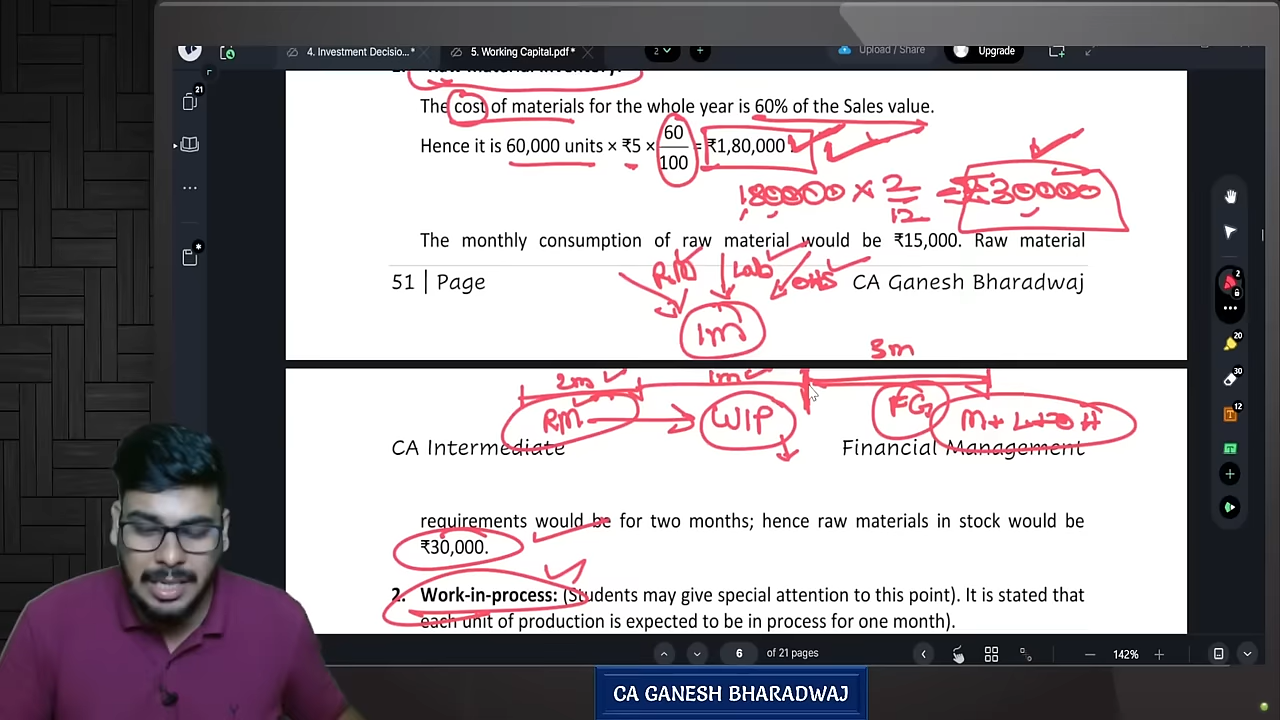 4. Investment Decisio...*
5. Working Capital.pdf*
2
Upload / Share
Upgrade
The cost of materials for the whole year is 60% of the Sales value.
Hence it is 60,000 units × ₹5 × 60/100 = ₹1,80,000.
180000 × 2/12 = ₹30000
The monthly consumption of raw material would be ₹15,000. Raw material
RM Lab OHs
51 | Page CA Ganesh Bharadwaj
1m
3m
2m 1m
RM WIP FG M+L+OH
CA Intermediate Financial Management
requirements would be for two months; hence raw materials in stock would be
₹30,000.
2. Work-in-process: (Students may give special attention to this point). It is stated that
each unit of production is expected to be in process for one month).
21
2
20
30
12
6 of 21 pages
142%
CA GANESH BHARADWAJ